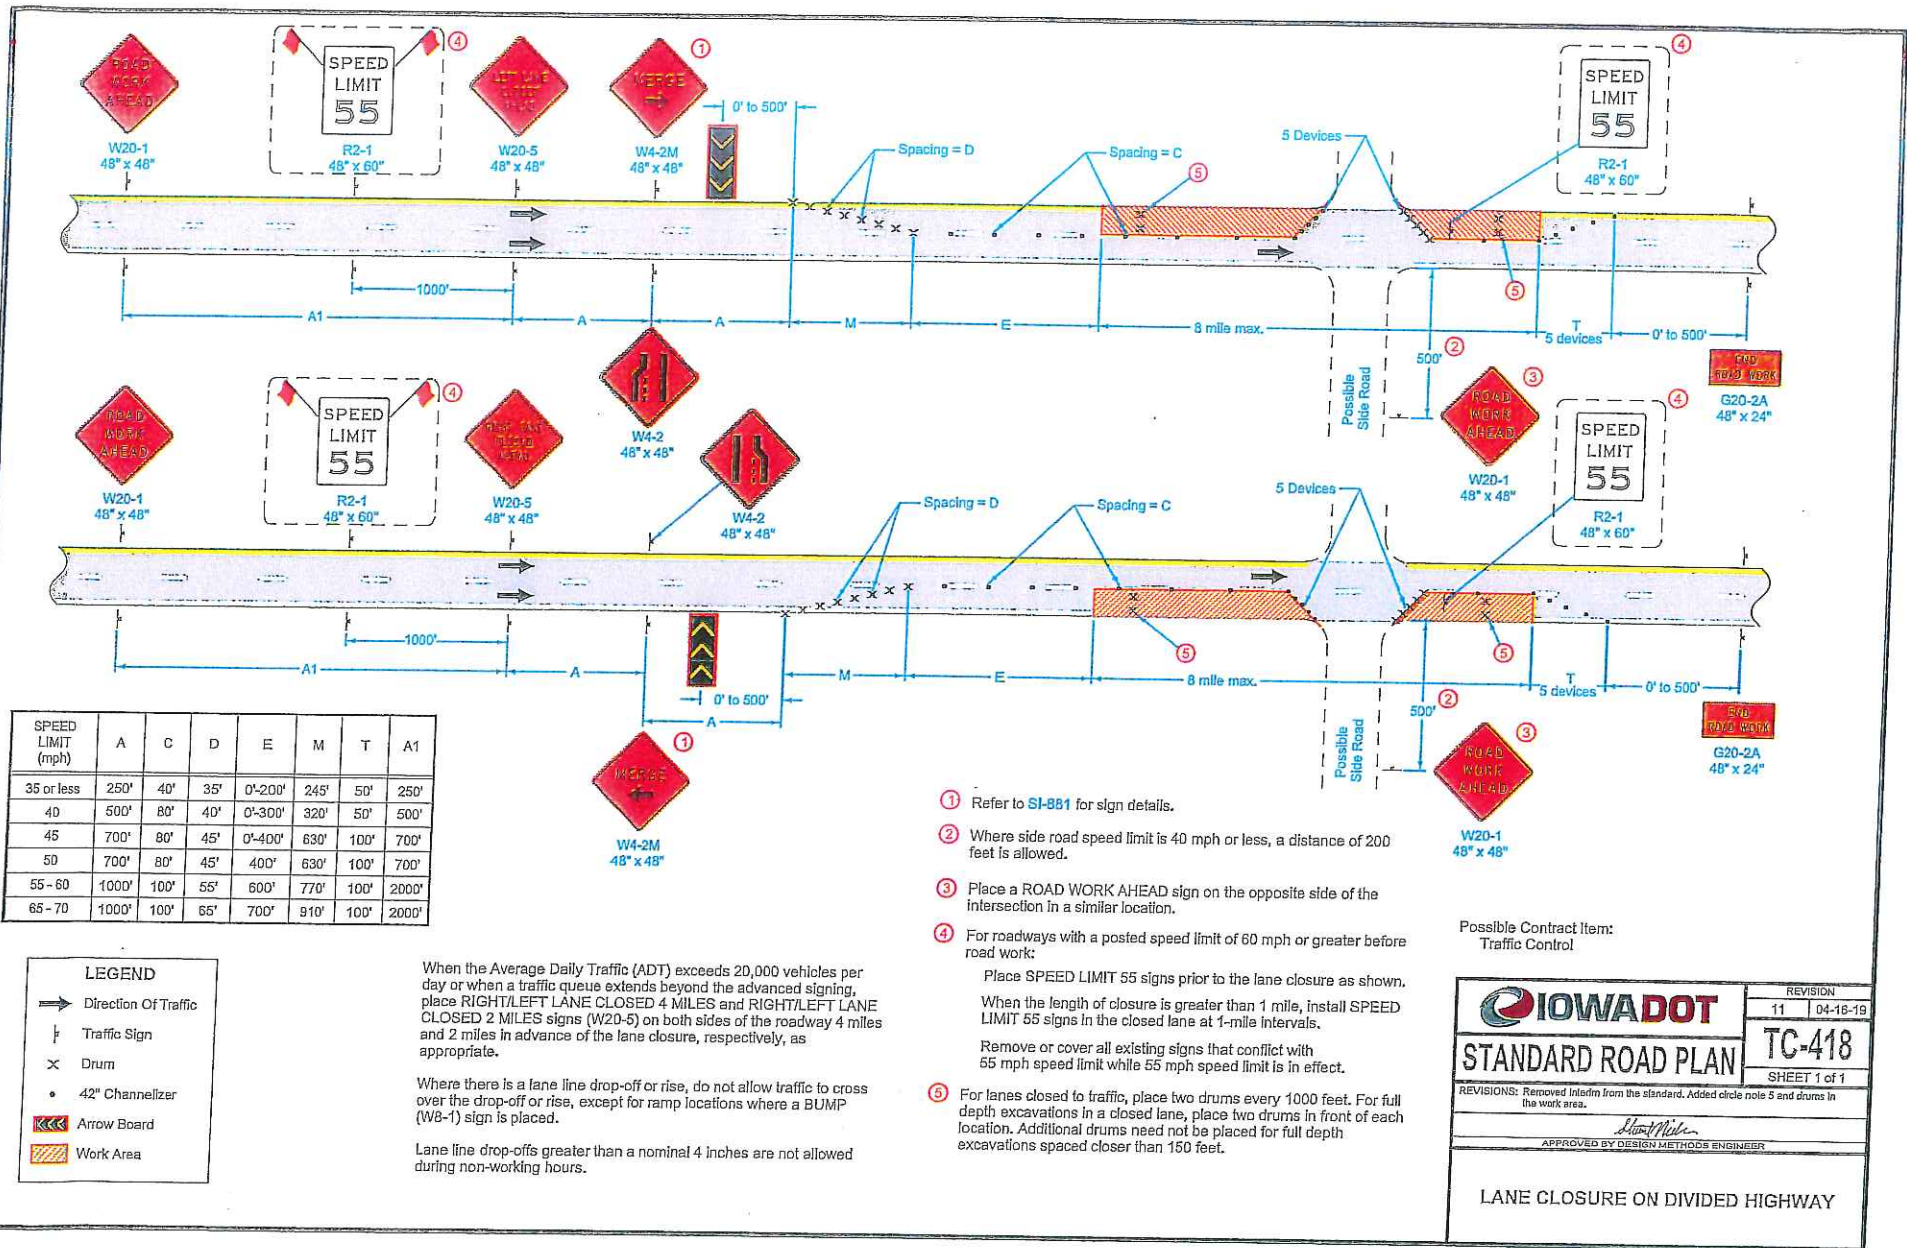 ROAD
WORK
AHEAD
W20-1
48" x 48"
SPEED
LIMIT
55
R2-1
48" x 60"
4
LEFT LANE
CLOSED
AHEAD
W20-5
48" x 48"
MERGE
W4-2M
48" x 48"
1
0' to 500'
Spacing = D
Spacing = C
5
5 Devices
4
SPEED
LIMIT
55
R2-1
48" x 60"
5
1000'
A1
A
A
M
E
8 mile max.
T
5 devices
0' to 500'
W4-2
48" x 48"
Possible
Side Road
500'
2
ROAD
WORK
AHEAD
3
W20-1
48" x 48"
END
ROAD WORK
G20-2A
48" x 24"
ROAD
WORK
AHEAD
W20-1
48" x 48"
SPEED
LIMIT
55
R2-1
48" x 60"
4
RIGHT LANE
CLOSED
AHEAD
W20-5
48" x 48"
W4-2
48" x 48"
Spacing = D
Spacing = C
5 Devices
4
SPEED
LIMIT
55
R2-1
48" x 60"
5
5
1000'
A1
A
0' to 500'
A
M
E
8 mile max.
T
5 devices
0' to 500'
MERGE
1
W4-2M
48" x 48"
Possible
Side Road
500'
2
ROAD
WORK
AHEAD
3
W20-1
48" x 48"
END
ROAD WORK
G20-2A
48" x 24"
SPEED
LIMIT
(mph) A C D E M T A1
35 or less 250' 40' 35' 0'-200' 245' 50' 250'
40 500' 80' 40' 0'-300' 320' 50' 500'
45 700' 80' 45' 0'-400' 630' 100' 700'
50 700' 80' 45' 400' 630' 100' 700'
55 - 60 1000' 100' 55' 600' 770' 100' 2000'
65 - 70 1000' 100' 65' 700' 910' 100' 2000'
LEGEND
Direction Of Traffic
Traffic Sign
Drum
42" Channelizer
Arrow Board
Work Area
When the Average Daily Traffic (ADT) exceeds 20,000 vehicles per
day or when a traffic queue extends beyond the advanced signing,
place RIGHT/LEFT LANE CLOSED 4 MILES and RIGHT/LEFT LANE
CLOSED 2 MILES signs (W20-5) on both sides of the roadway 4 miles
and 2 miles in advance of the lane closure, respectively, as
appropriate.
Where there is a lane line drop-off or rise, do not allow traffic to cross
over the drop-off or rise, except for ramp locations where a BUMP
(W8-1) sign is placed.
Lane line drop-offs greater than a nominal 4 inches are not allowed
during non-working hours.
1 Refer to SI-881 for sign details.
2 Where side road speed limit is 40 mph or less, a distance of 200
feet is allowed.
3 Place a ROAD WORK AHEAD sign on the opposite side of the
intersection in a similar location.
4 For roadways with a posted speed limit of 60 mph or greater before
road work:
Place SPEED LIMIT 55 signs prior to the lane closure as shown.
When the length of closure is greater than 1 mile, install SPEED
LIMIT 55 signs in the closed lane at 1-mile intervals.
Remove or cover all existing signs that conflict with
55 mph speed limit while 55 mph speed limit is in effect.
5 For lanes closed to traffic, place two drums every 1000 feet. For full
depth excavations in a closed lane, place two drums in front of each
location. Additional drums need not be placed for full depth
excavations spaced closer than 150 feet.
Possible Contract Item:
Traffic Control
IOWADOT
REVISION
11 04-16-19
STANDARD ROAD PLAN
TC-418
SHEET 1 of 1
REVISIONS: Removed Interim from the standard. Added circle note 5 and drums in
the work area.
APPROVED BY DESIGN METHODS ENGINEER
LANE CLOSURE ON DIVIDED HIGHWAY